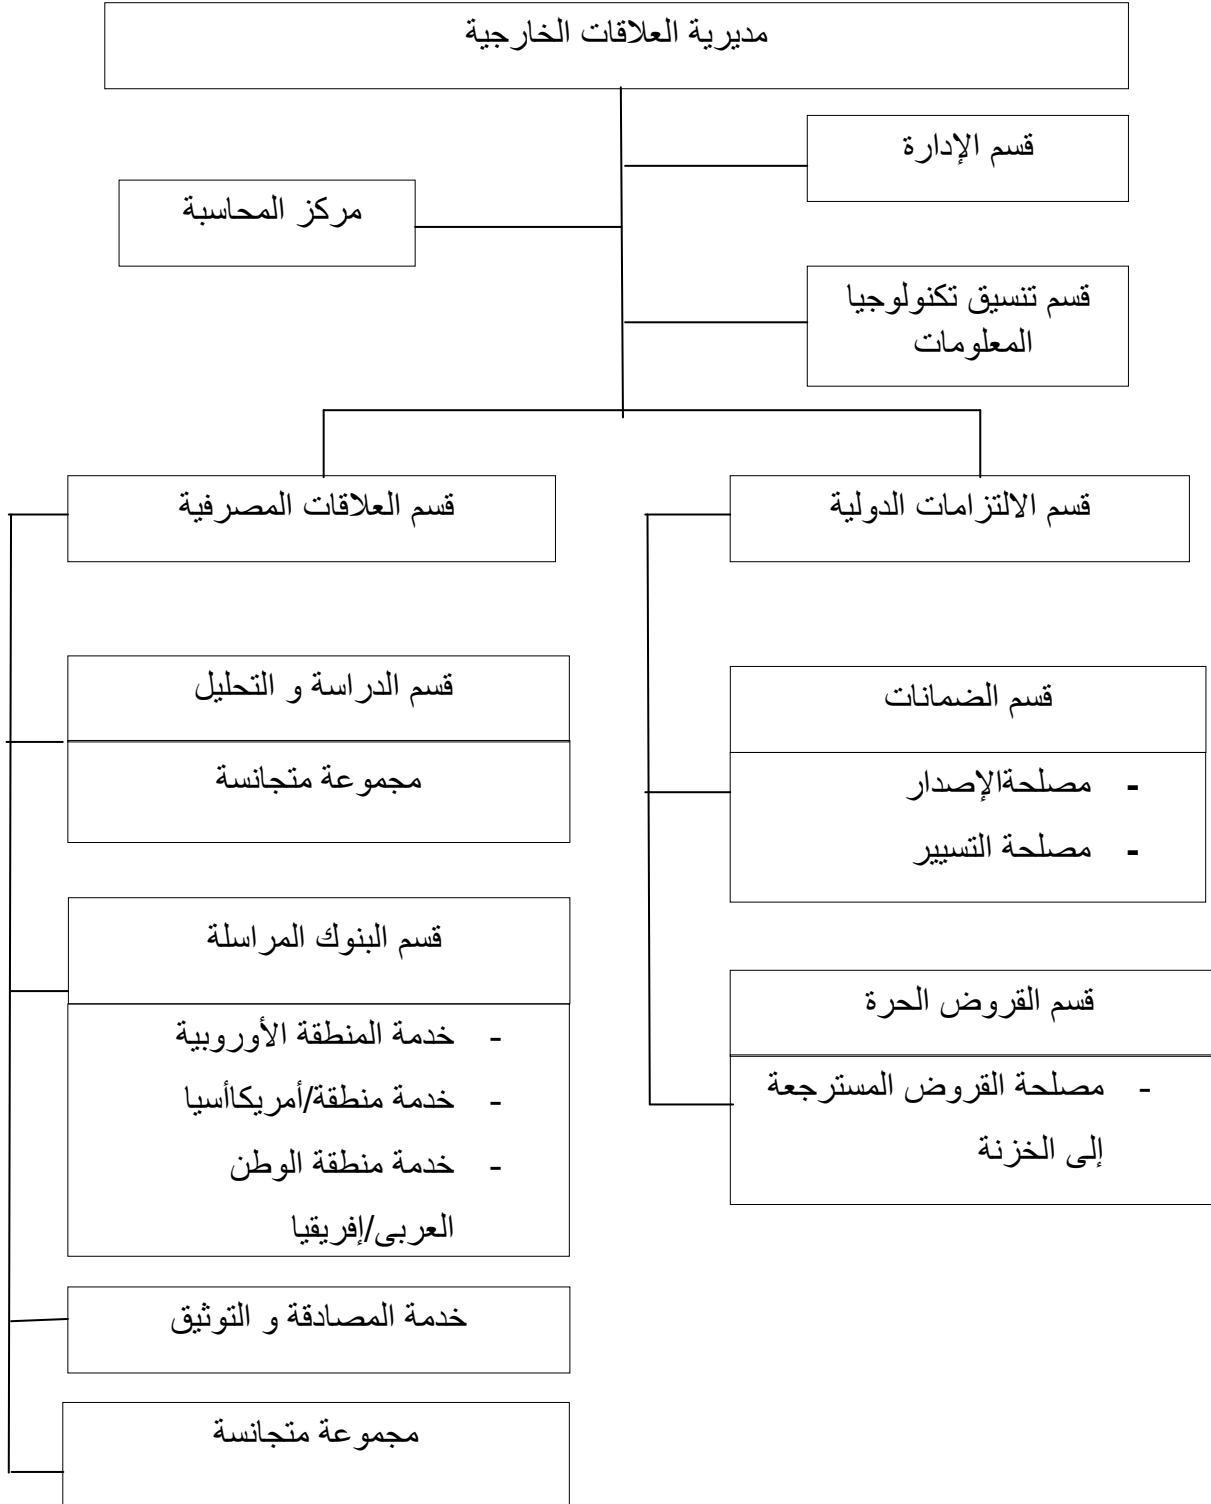 مديرية العلاقات الخارجية
قسم الإدارة
مركز المحاسبة
قسم تنسيق تكنولوجيا
المعلومات
قسم الالتزامات الدولية
قسم العلاقات المصرفية
قسم الضمانات
- مصلحةالإصدار
- مصلحة التسيير
قسم القروض الحرة
- مصلحة القروض المسترجعة
إلى الخزنة
قسم الدراسة و التحليل
مجموعة متجانسة
قسم البنوك المراسلة
- خدمة المنطقة الأوروبية
- خدمة منطقة/أمريكاأسيا
- خدمة منطقة الوطن
العربى/إفريقيا
خدمة المصادقة و التوثيق
مجموعة متجانسة